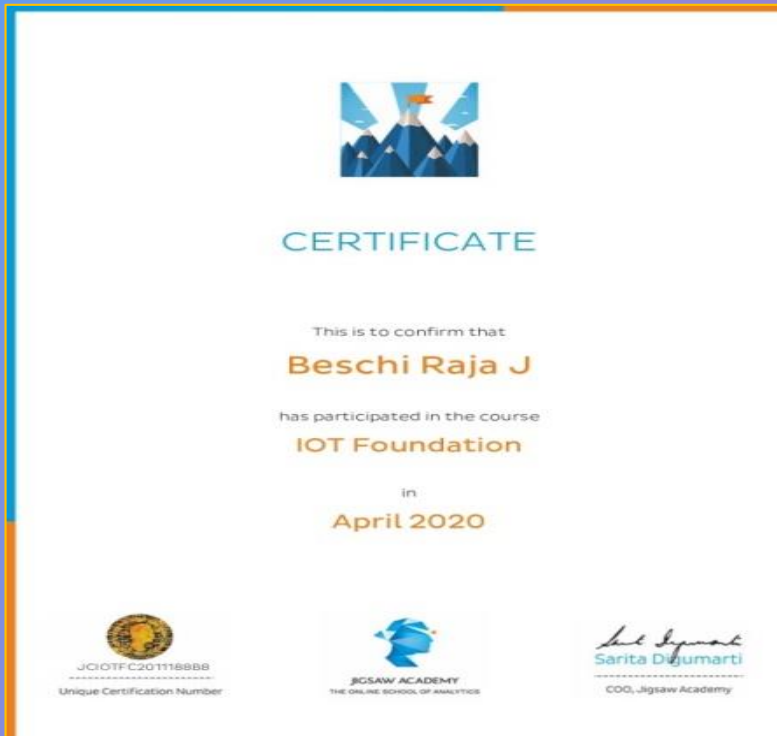 CERTIFICATE
This is to confirm that
Beschi Raja J
has participated in the course
IOT Foundation
in
April 2020
JCIOTFC201118888
Unique Certification Number
JIGSAW ACADEMY
THE ONLINE SCHOOL OF ANALYTICS
Sarita Digumarti
COO, Jigsaw Academy